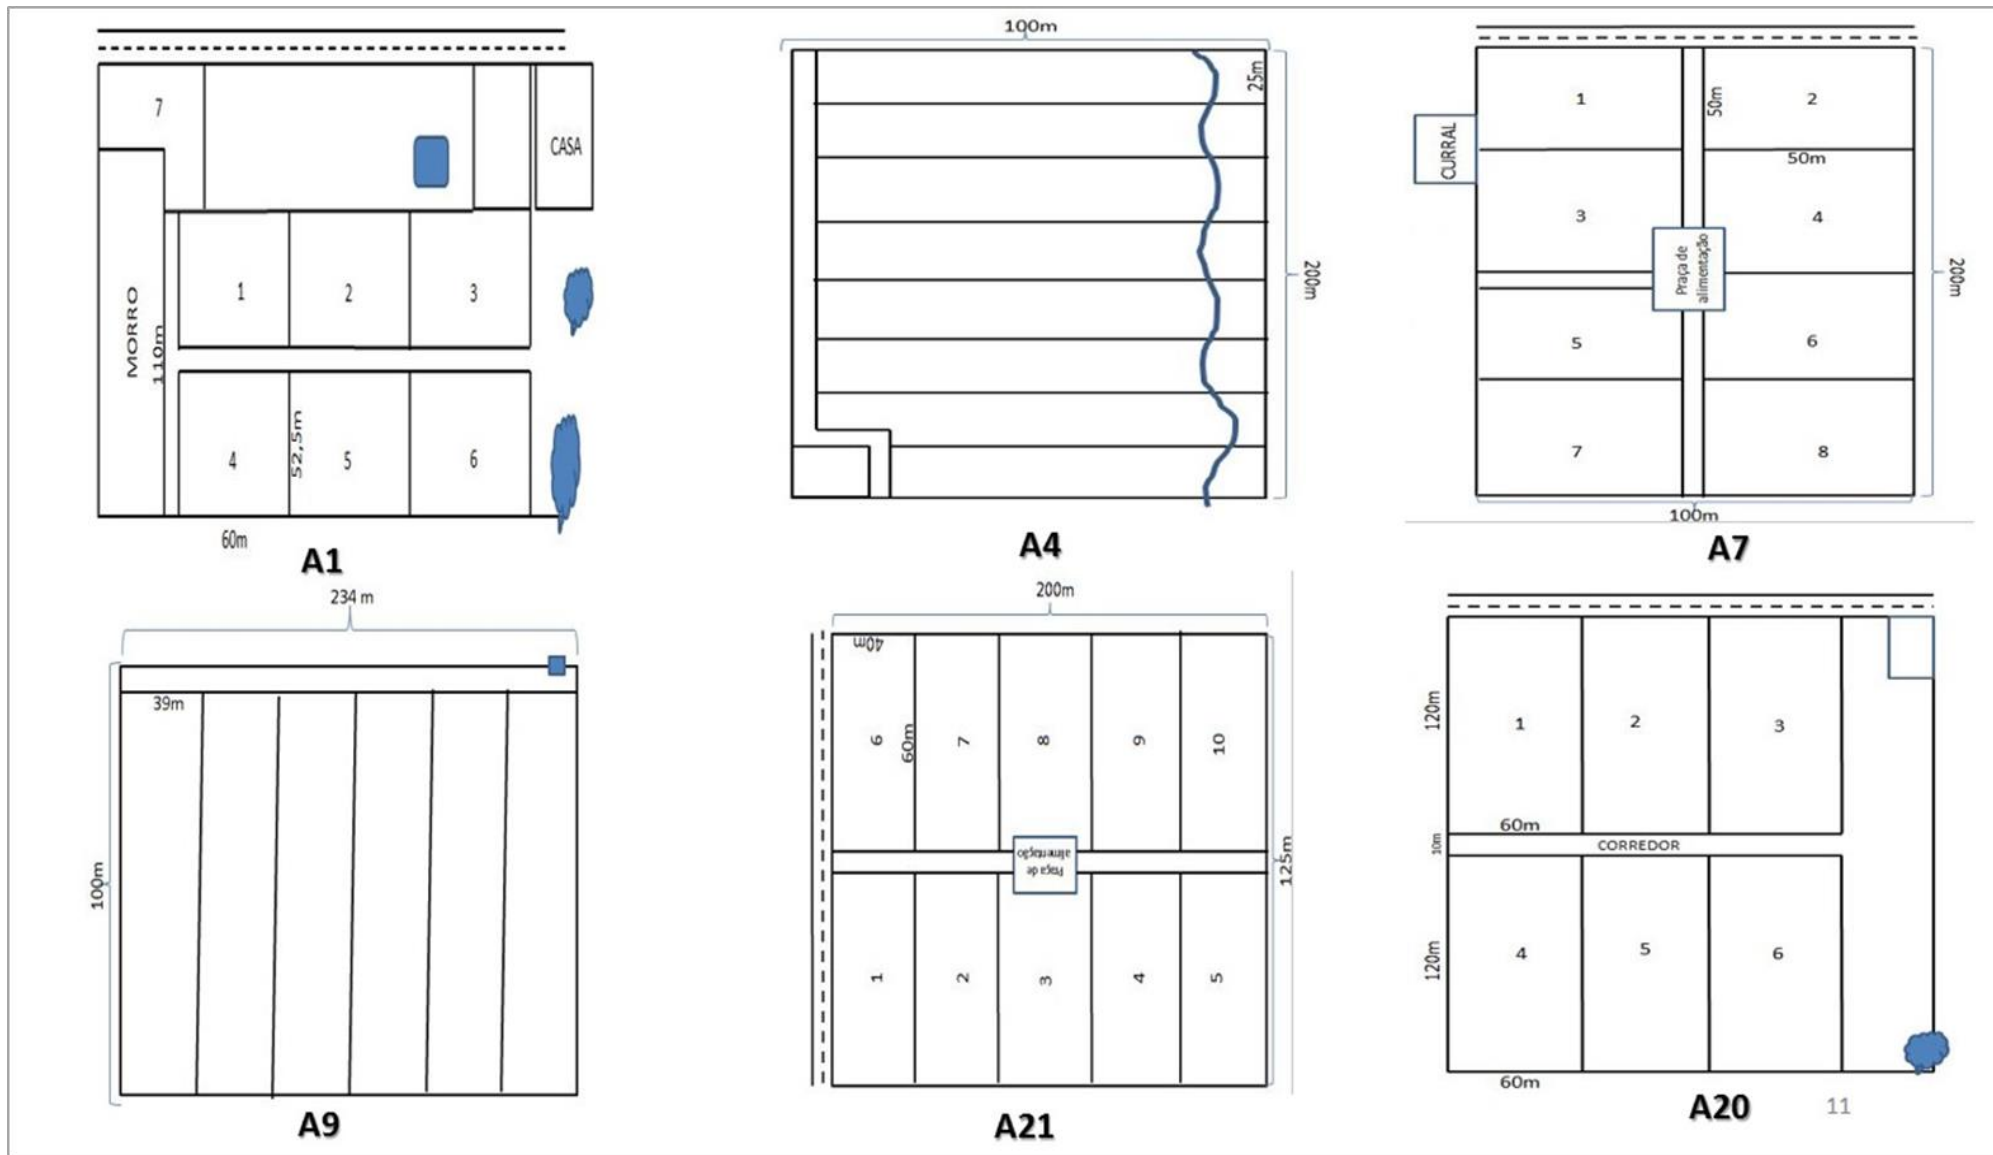 7
CASA
MORRO
110m
1
2
3
4
52,5m
5
6
60m
A1
100m
25m
200m
A4
1
50m
2
CURRAL
50m
3
4
Praça de
alimentação
200m
5
6
7
8
100m
A7
234 m
39m
100m
A9
200m
40m
6
60m
7
8
9
10
Praça de
alimentação
125m
1
2
3
4
5
A21
120m
1
2
3
60m
10m
CORREDOR
120m
4
5
6
60m
A20
11